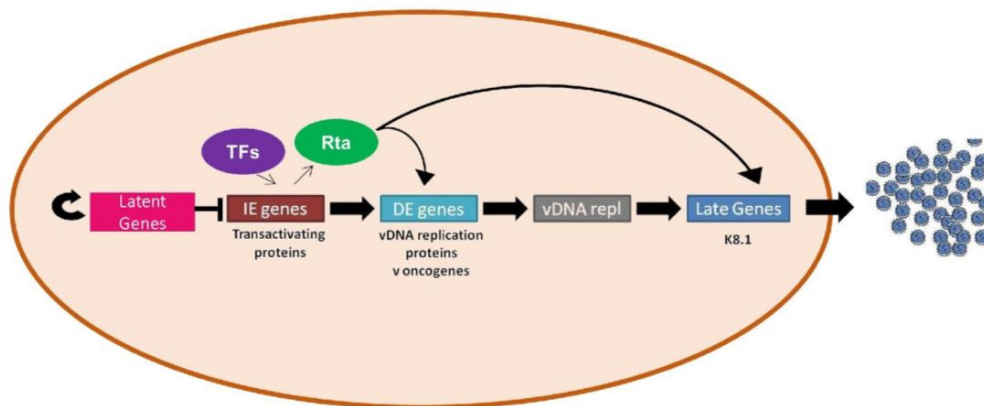 TFs
Rta
Latent
Genes
IE genes
DE genes
vDNA repl
Late Genes
Transactivating
proteins
vDNA replication
proteins
v oncogenes
K8.1